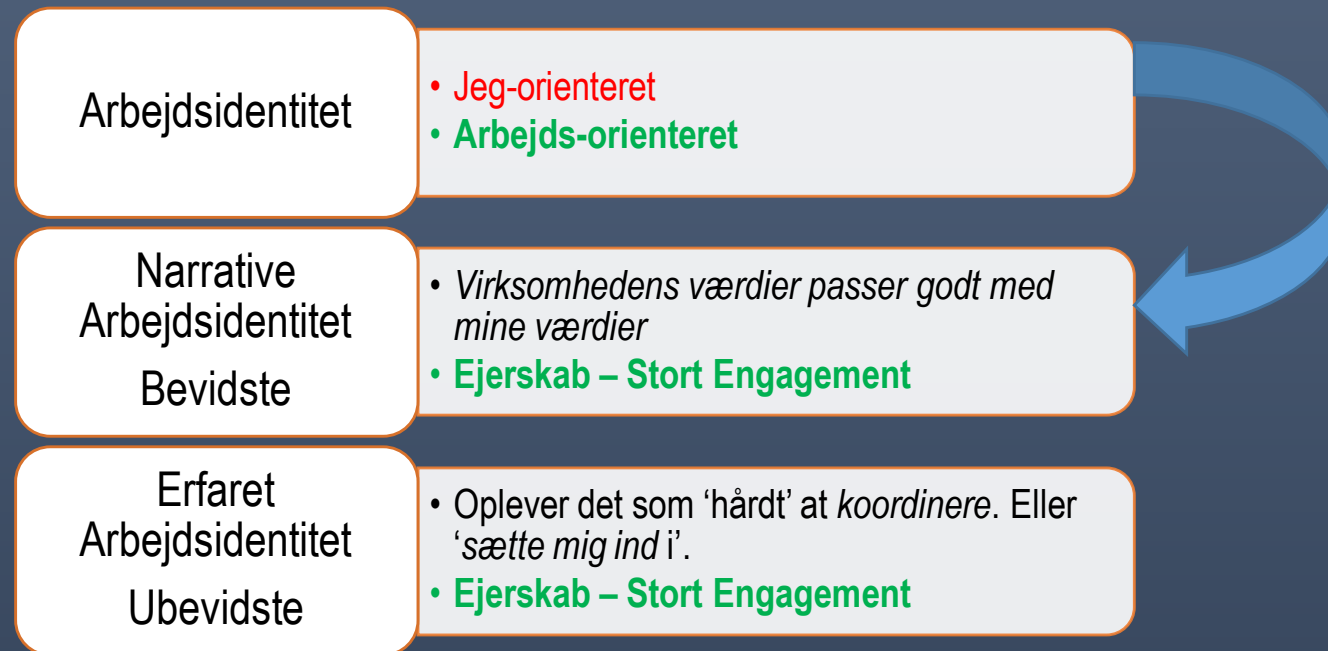 Arbejdsidentitet
• Jeg-orienteret
• Arbejds-orienteret
Narrative
Arbejdsidentitet
Bevidste
• Virksomhedens værdier passer godt med
mine værdier
• Ejerskab – Stort Engagement
Erfaret
Arbejdsidentitet
Ubevidste
• Oplever det som ‘hårdt’ at koordinere. Eller
‘sætte mig ind i’.
• Ejerskab – Stort Engagement